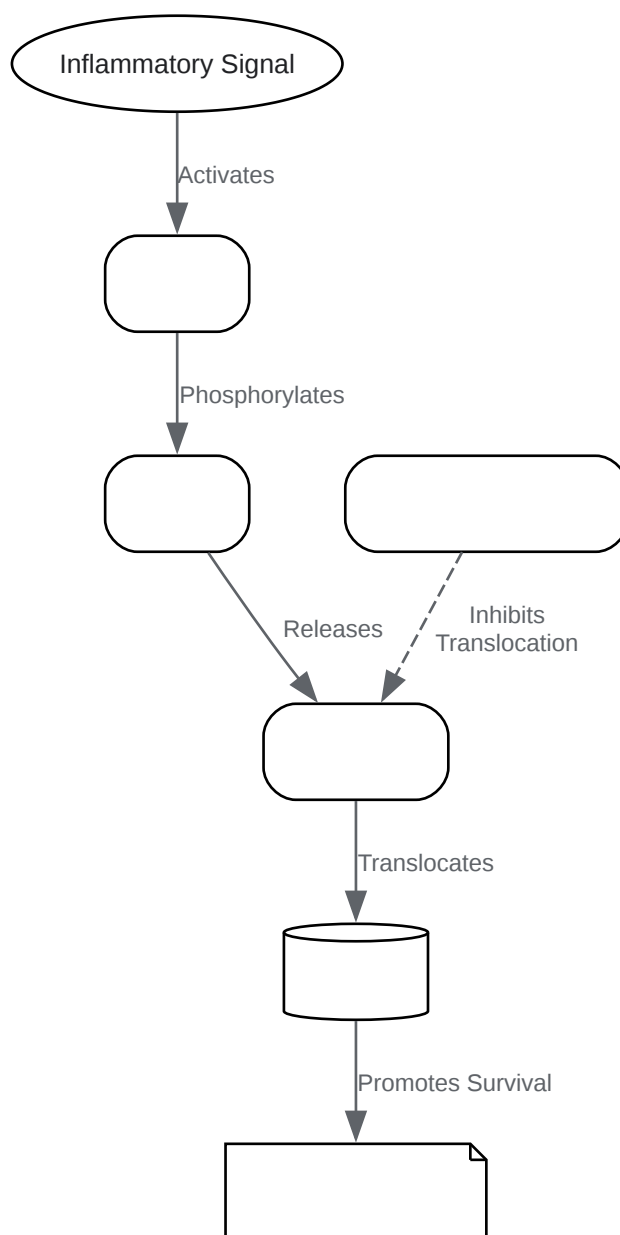 Inflammatory Signal
Activates
Phosphorylates
Releases
Inhibits
Translocation
Translocates
Promotes Survival